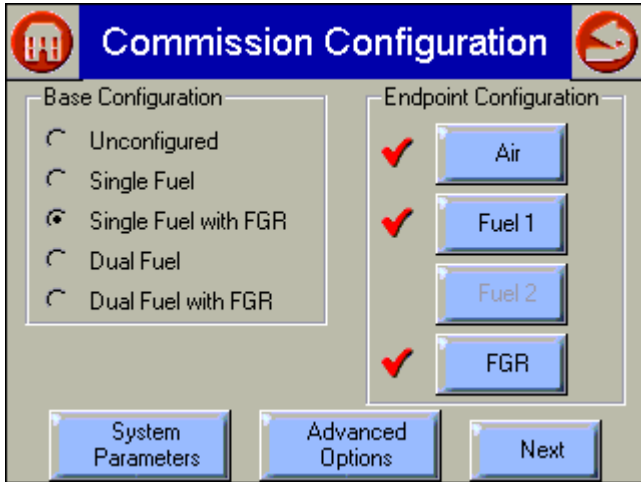 Commission Configuration
Base Configuration
Unconfigured
Single Fuel
Single Fuel with FGR
Dual Fuel
Dual Fuel with FGR
Endpoint Configuration
Air
Fuel 1
Fuel 2
FGR
System
Parameters
Advanced
Options
Next